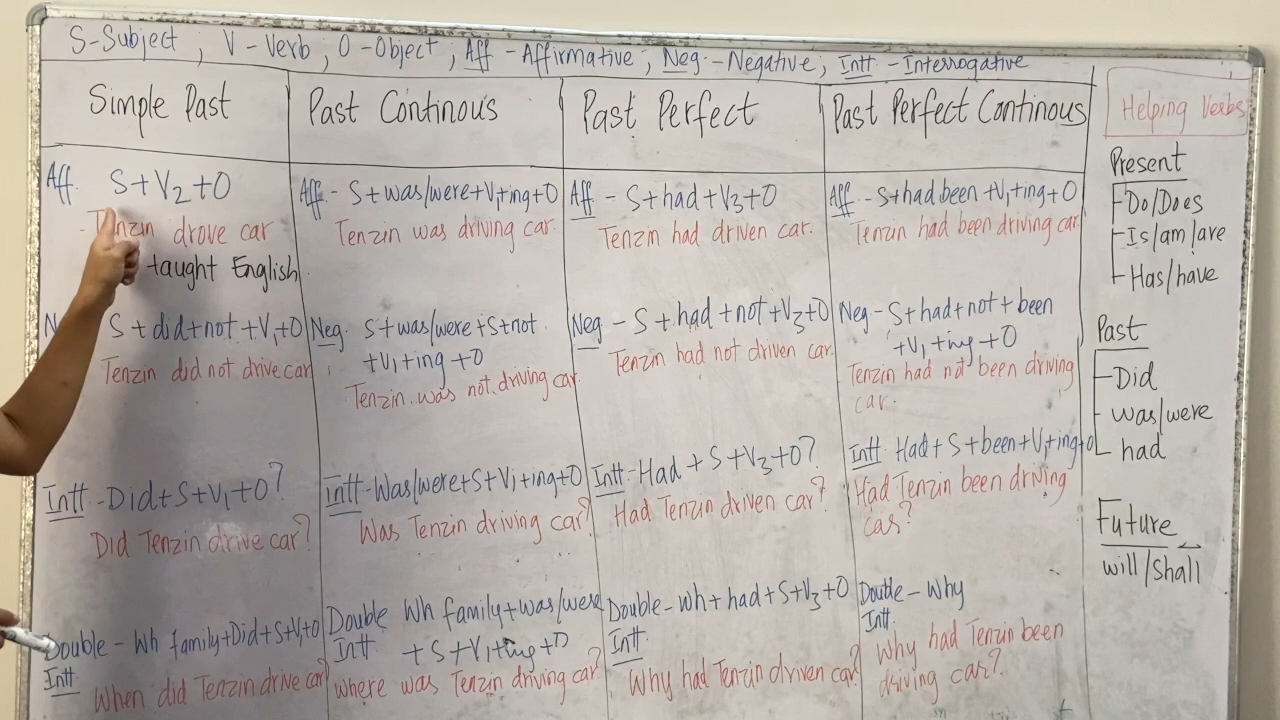 S-Subject ; V-Verb ; O-Object ; Aff -Affirmative ; Neg -Negative ; Intt -Interrogative
Simple Past
Aff. S+V2+O
Tenzin drove car
taught English
S+did+not+V1+O
Tenzin did not drive car
Intt -Did+S+V1+O?
Did Tenzin drive car?
Double - Wh family+Did+S+V1+O
Intt
When did Tenzin drive car?
Past Continous
Aff - S+was/were+V1+ing+O
Tenzin was driving car.
Neg. S+was/were+S+not
+V1+ing+O
Tenzin was not driving car
Intt-Was/were+S+V1+ing+O
Was Tenzin driving car?
Double Wh family+was/were
Intt +S+V1+ing+O
where was Tenzin driving car?
Past Perfect
Aff - S+had+V3+O
Tenzin had driven car.
Neg - S+had+not+V3+O
Tenzin had not driven car.
Intt-Had+S+V3+O?
Had Tenzin driven car?
Double-Wh+had+S+V3+O
Intt
Why had Tenzin driven car?
Past Perfect Continous
Aff - S+had been+V1+ing+O
Tenzin had been driving car
Neg - S+had+not+been
+V1+ing+O
Tenzin had not been driving
car.
Intt Had+S+been+V1+ing+O
Had Tenzin been driving
car?
Double - Why
Intt.
Why had Tenzin been
driving car?
Helping Verbs
Present
Do/Does
Is/am/are
Has/have
Past
Did
was/were
had
Future
will/shall